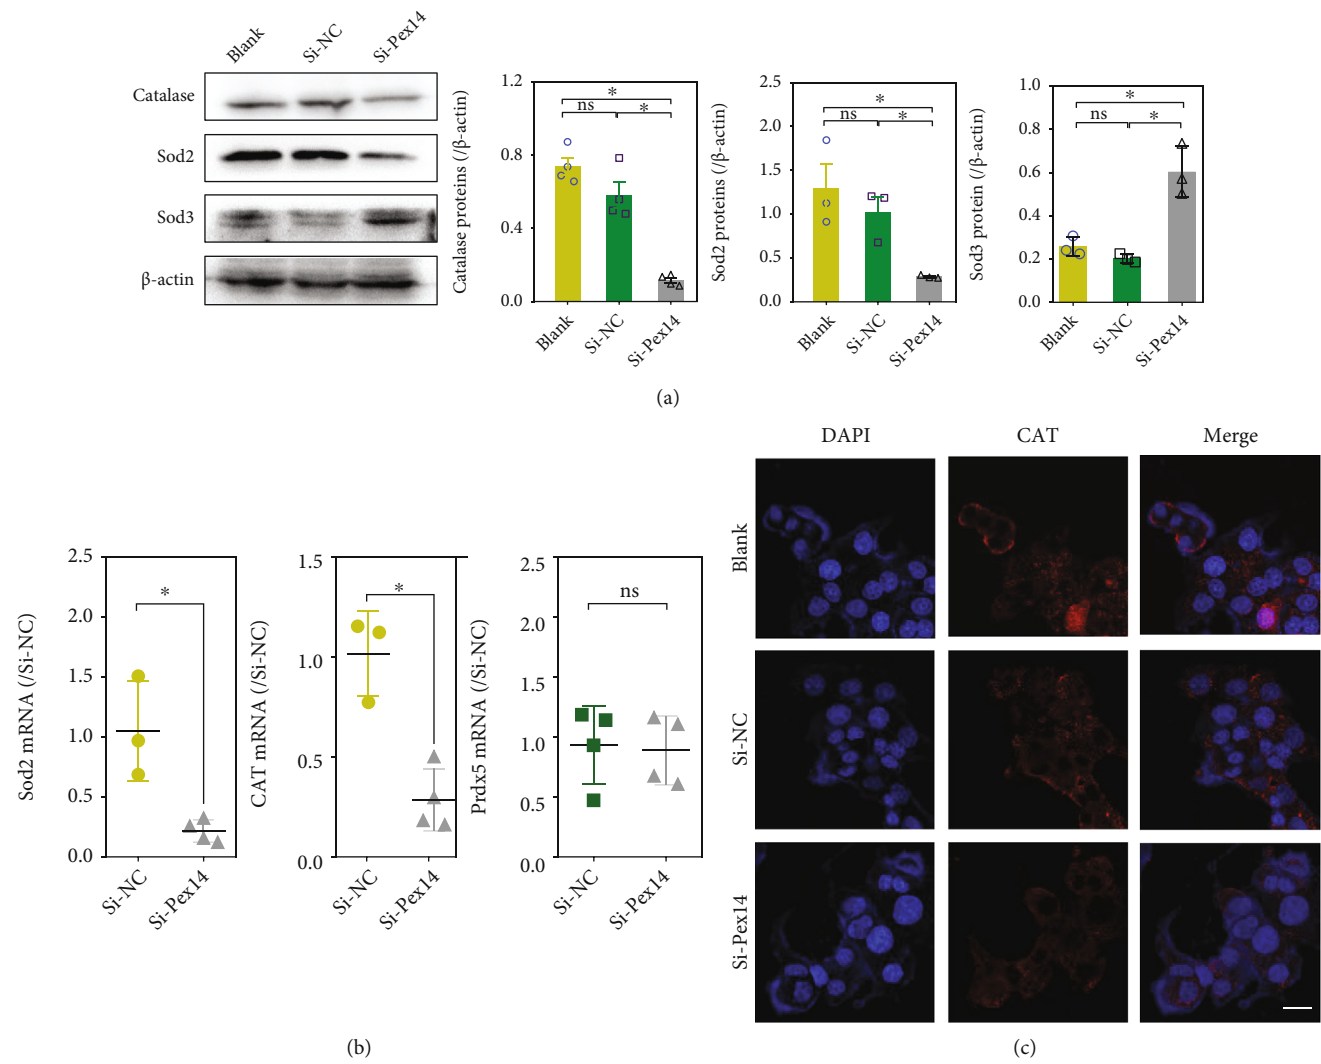 Blank
Si-NC
Si-Pex14
Catalase
Sod2
Sod3
β-actin
Catalase proteins (/β-actin)
1.2
0.8
0.4
0.0
*
ns
*
Blank
Si-NC
Si-Pex14
Sod2 proteins (/β-actin)
2.5
2.0
1.5
1.0
0.5
0.0
*
ns
*
Blank
Si-NC
Si-Pex14
Sod3 protein (/β-actin)
1.0
0.8
0.6
0.4
0.2
0.0
*
ns
*
Blank
Si-NC
Si-Pex14
(a)
Sod2 mRNA (/Si-NC)
2.5
2.0
1.5
1.0
0.5
0.0
*
Si-NC
Si-Pex14
CAT mRNA (/Si-NC)
1.5
1.0
0.5
0.0
*
Si-NC
Si-Pex14
Prdx5 mRNA (/Si-NC)
2.5
2.0
1.5
1.0
0.5
0.0
ns
Si-NC
Si-Pex14
(b)
DAPI
CAT
Merge
Blank
Si-NC
Si-Pex14
(c)